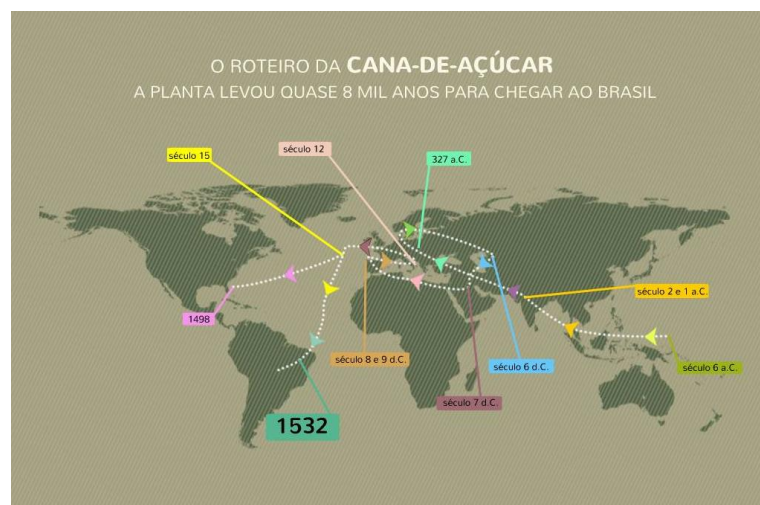 O ROTEIRO DA CANA-DE-AÇÚCAR
A PLANTA LEVOU QUASE 8 MIL ANOS PARA CHEGAR AO BRASIL
século 15
século 12
327 a.C.
século 2 e 1 a.C.
1498
século 8 e 9 d.C.
século 6 d.C.
século 6 a.C.
século 7 d.C.
1532